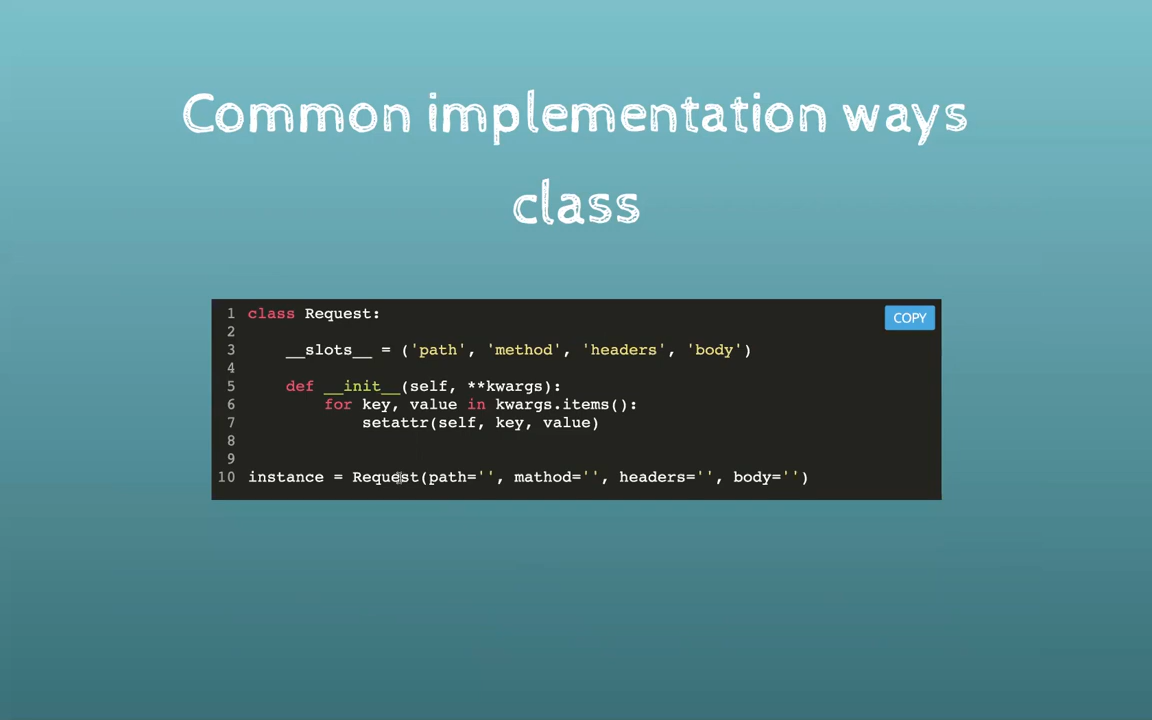 Common implementation ways
class
COPY
1 class Request:
2
3     __slots__ = ('path', 'method', 'headers', 'body')
4
5     def __init__(self, **kwargs):
6         for key, value in kwargs.items():
7             setattr(self, key, value)
8
9
10 instance = Request(path='', mathod='', headers='', body='')